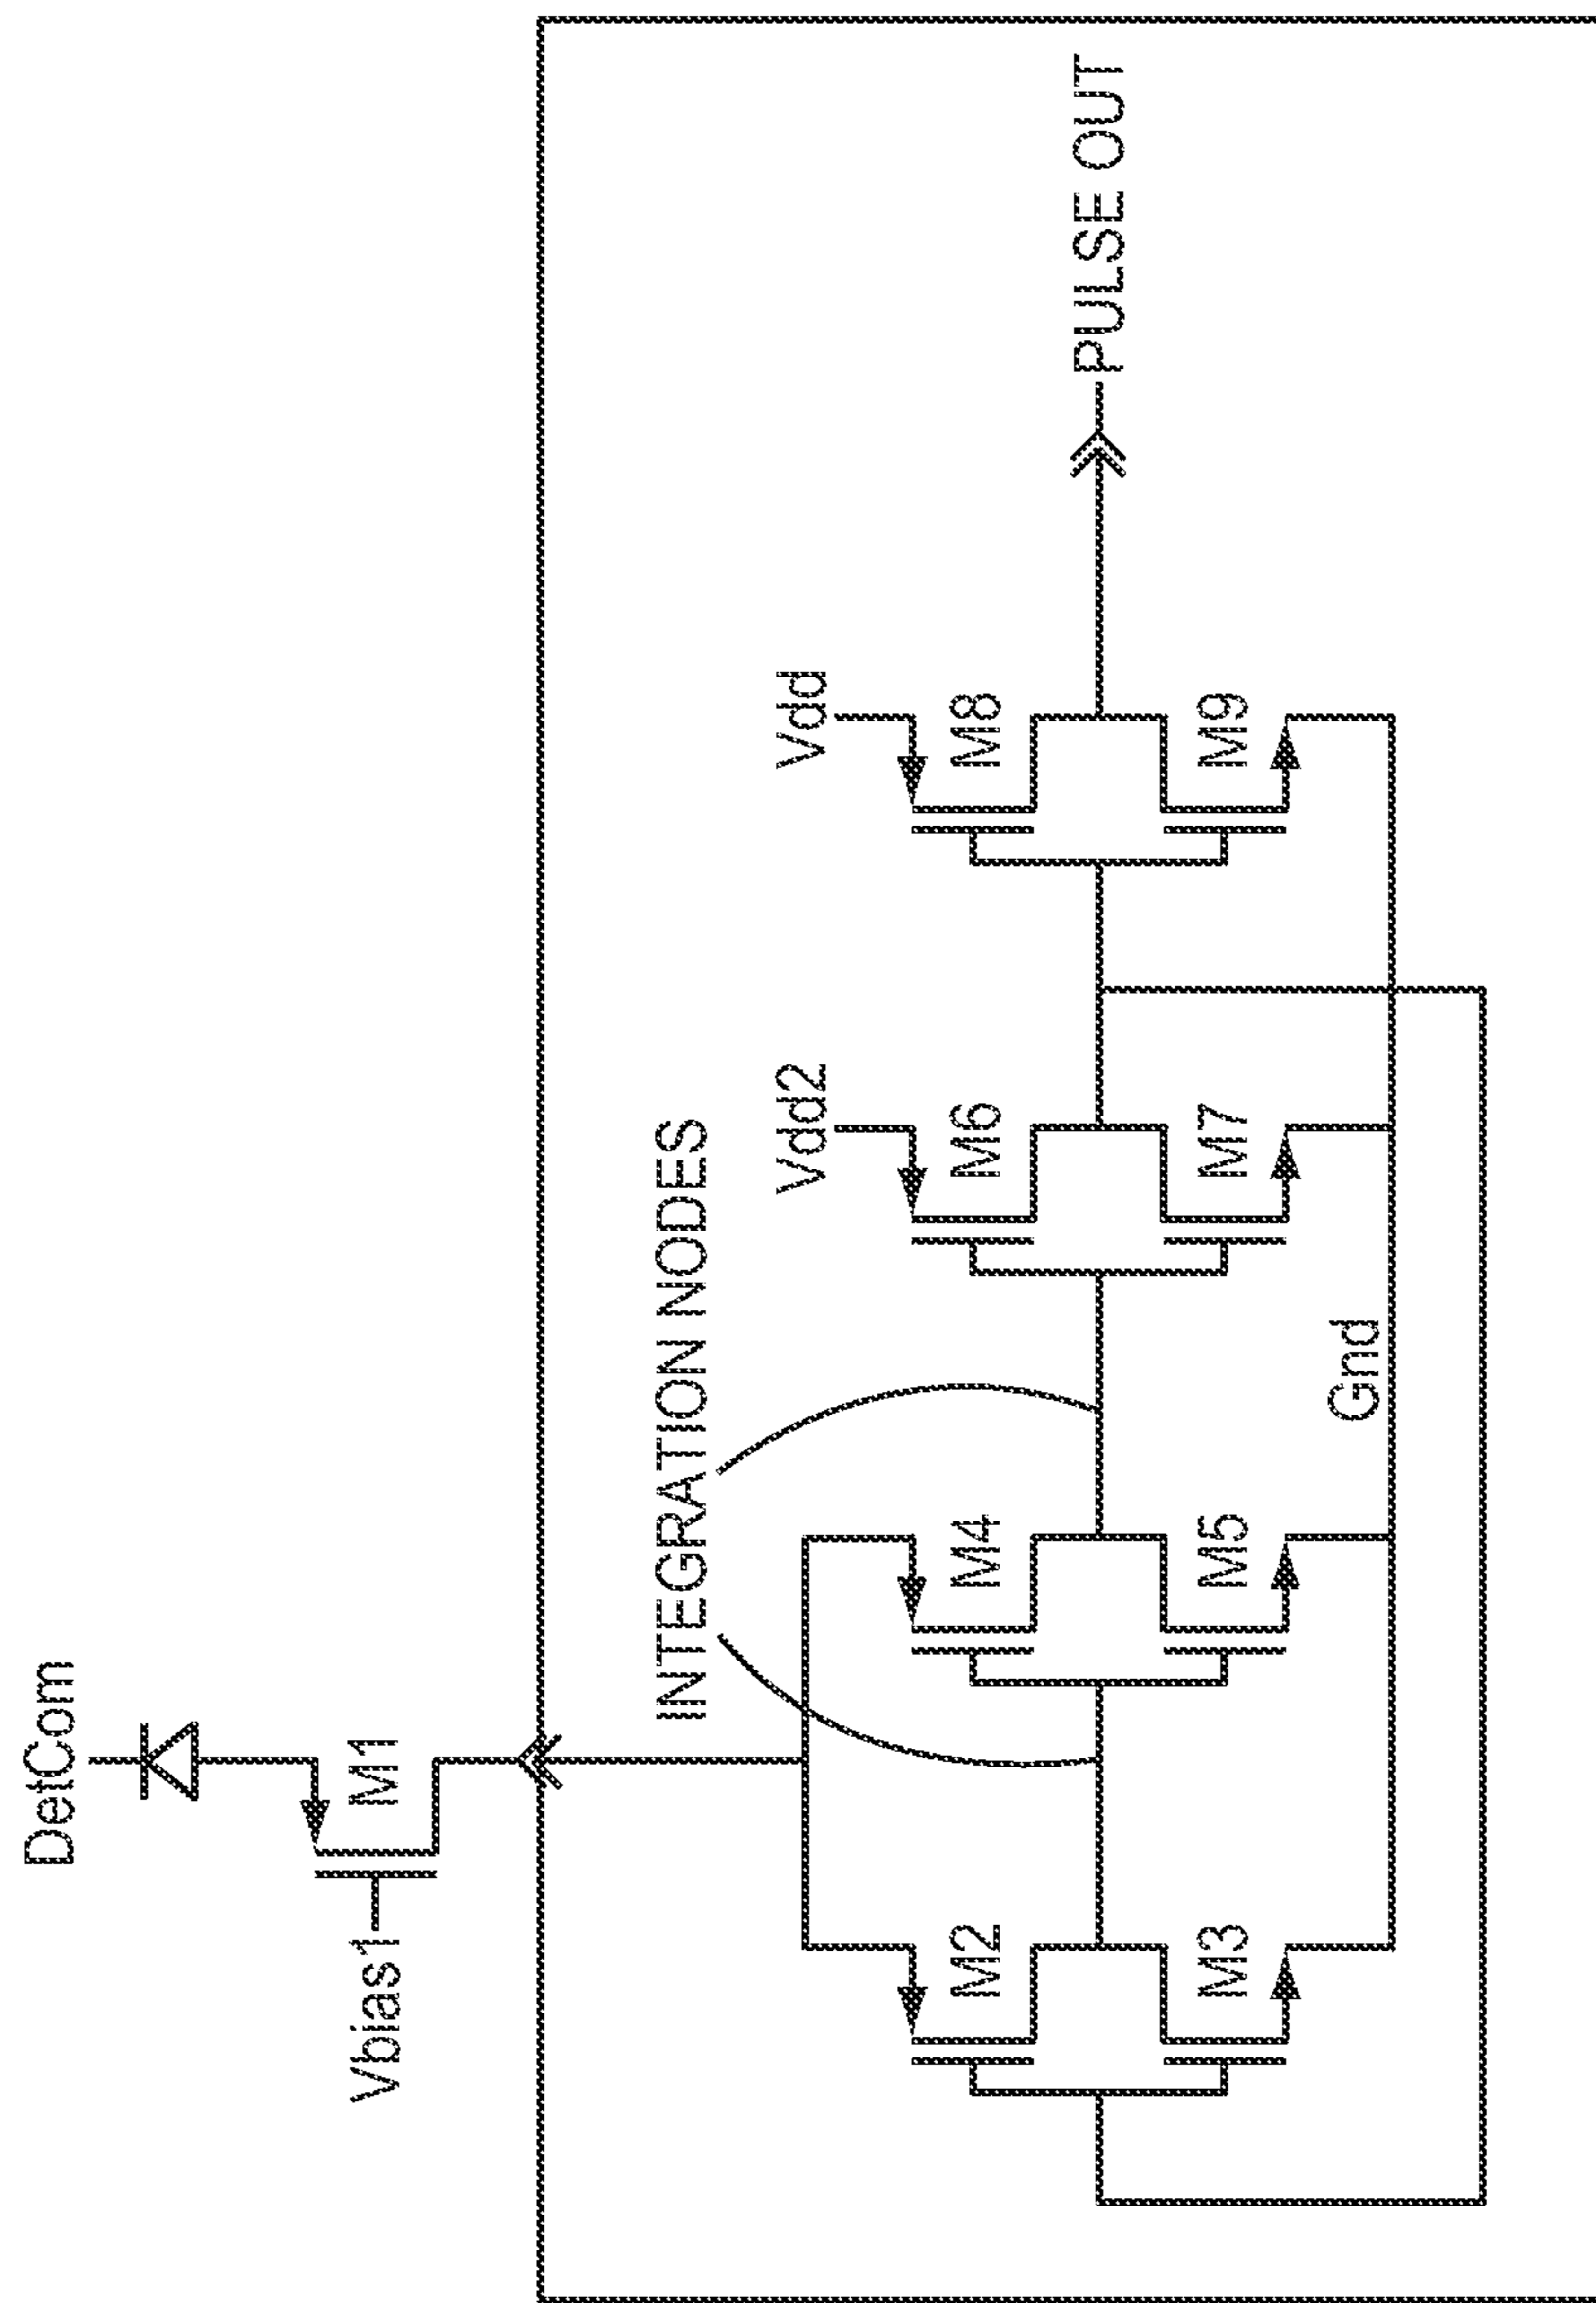 DetCom
Vbias1
M1
INTEGRATION NODES
Vdd2
Vdd
M2
M4
M6
M8
PULSE OUT
M3
M5
M7
M9
Gnd